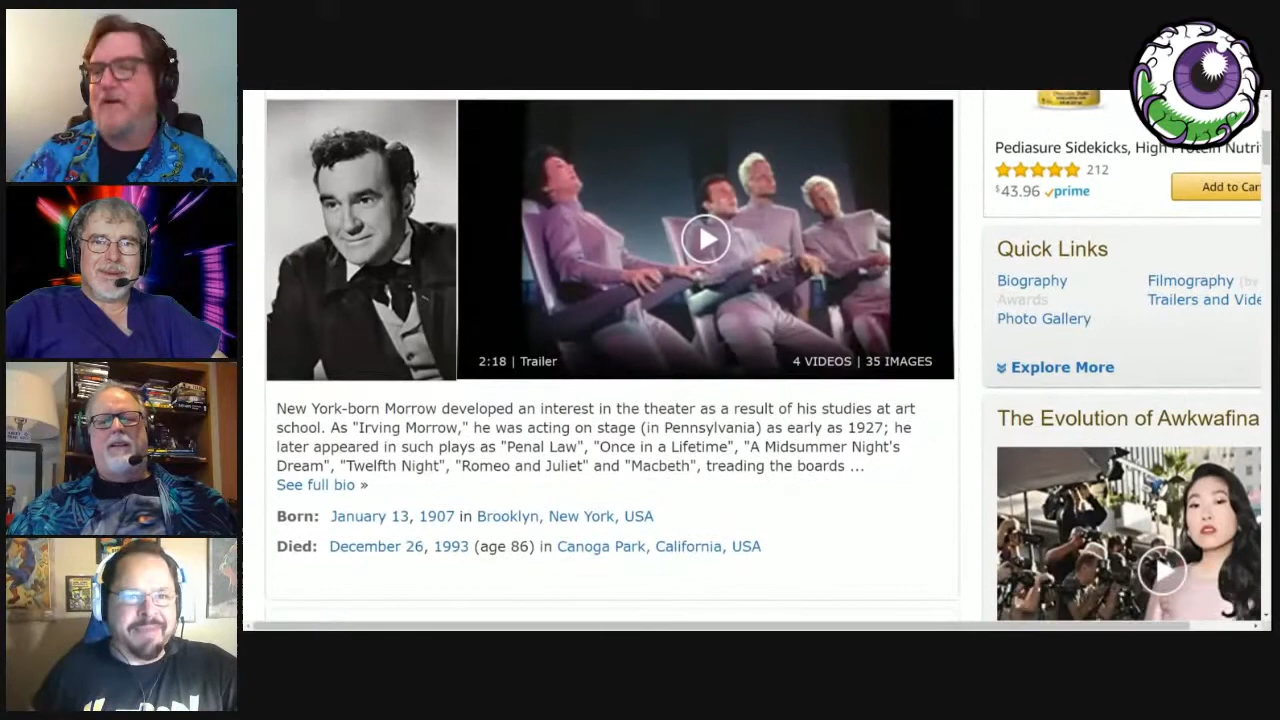 2:18 | Trailer
4 VIDEOS | 35 IMAGES
New York-born Morrow developed an interest in the theater as a result of his studies at art
school. As "Irving Morrow," he was acting on stage (in Pennsylvania) as early as 1927; he
later appeared in such plays as "Penal Law", "Once in a Lifetime", "A Midsummer Night's
Dream", "Twelfth Night", "Romeo and Juliet" and "Macbeth", treading the boards ...
See full bio »
Born: January 13, 1907 in Brooklyn, New York, USA
Died: December 26, 1993 (age 86) in Canoga Park, California, USA
Pediasure Sidekicks, High Protein Nutri
212
$43.96 prime
Add to Car
Quick Links
Biography
Filmography (by
Awards
Trailers and Vide
Photo Gallery
Explore More
The Evolution of Awkwafina